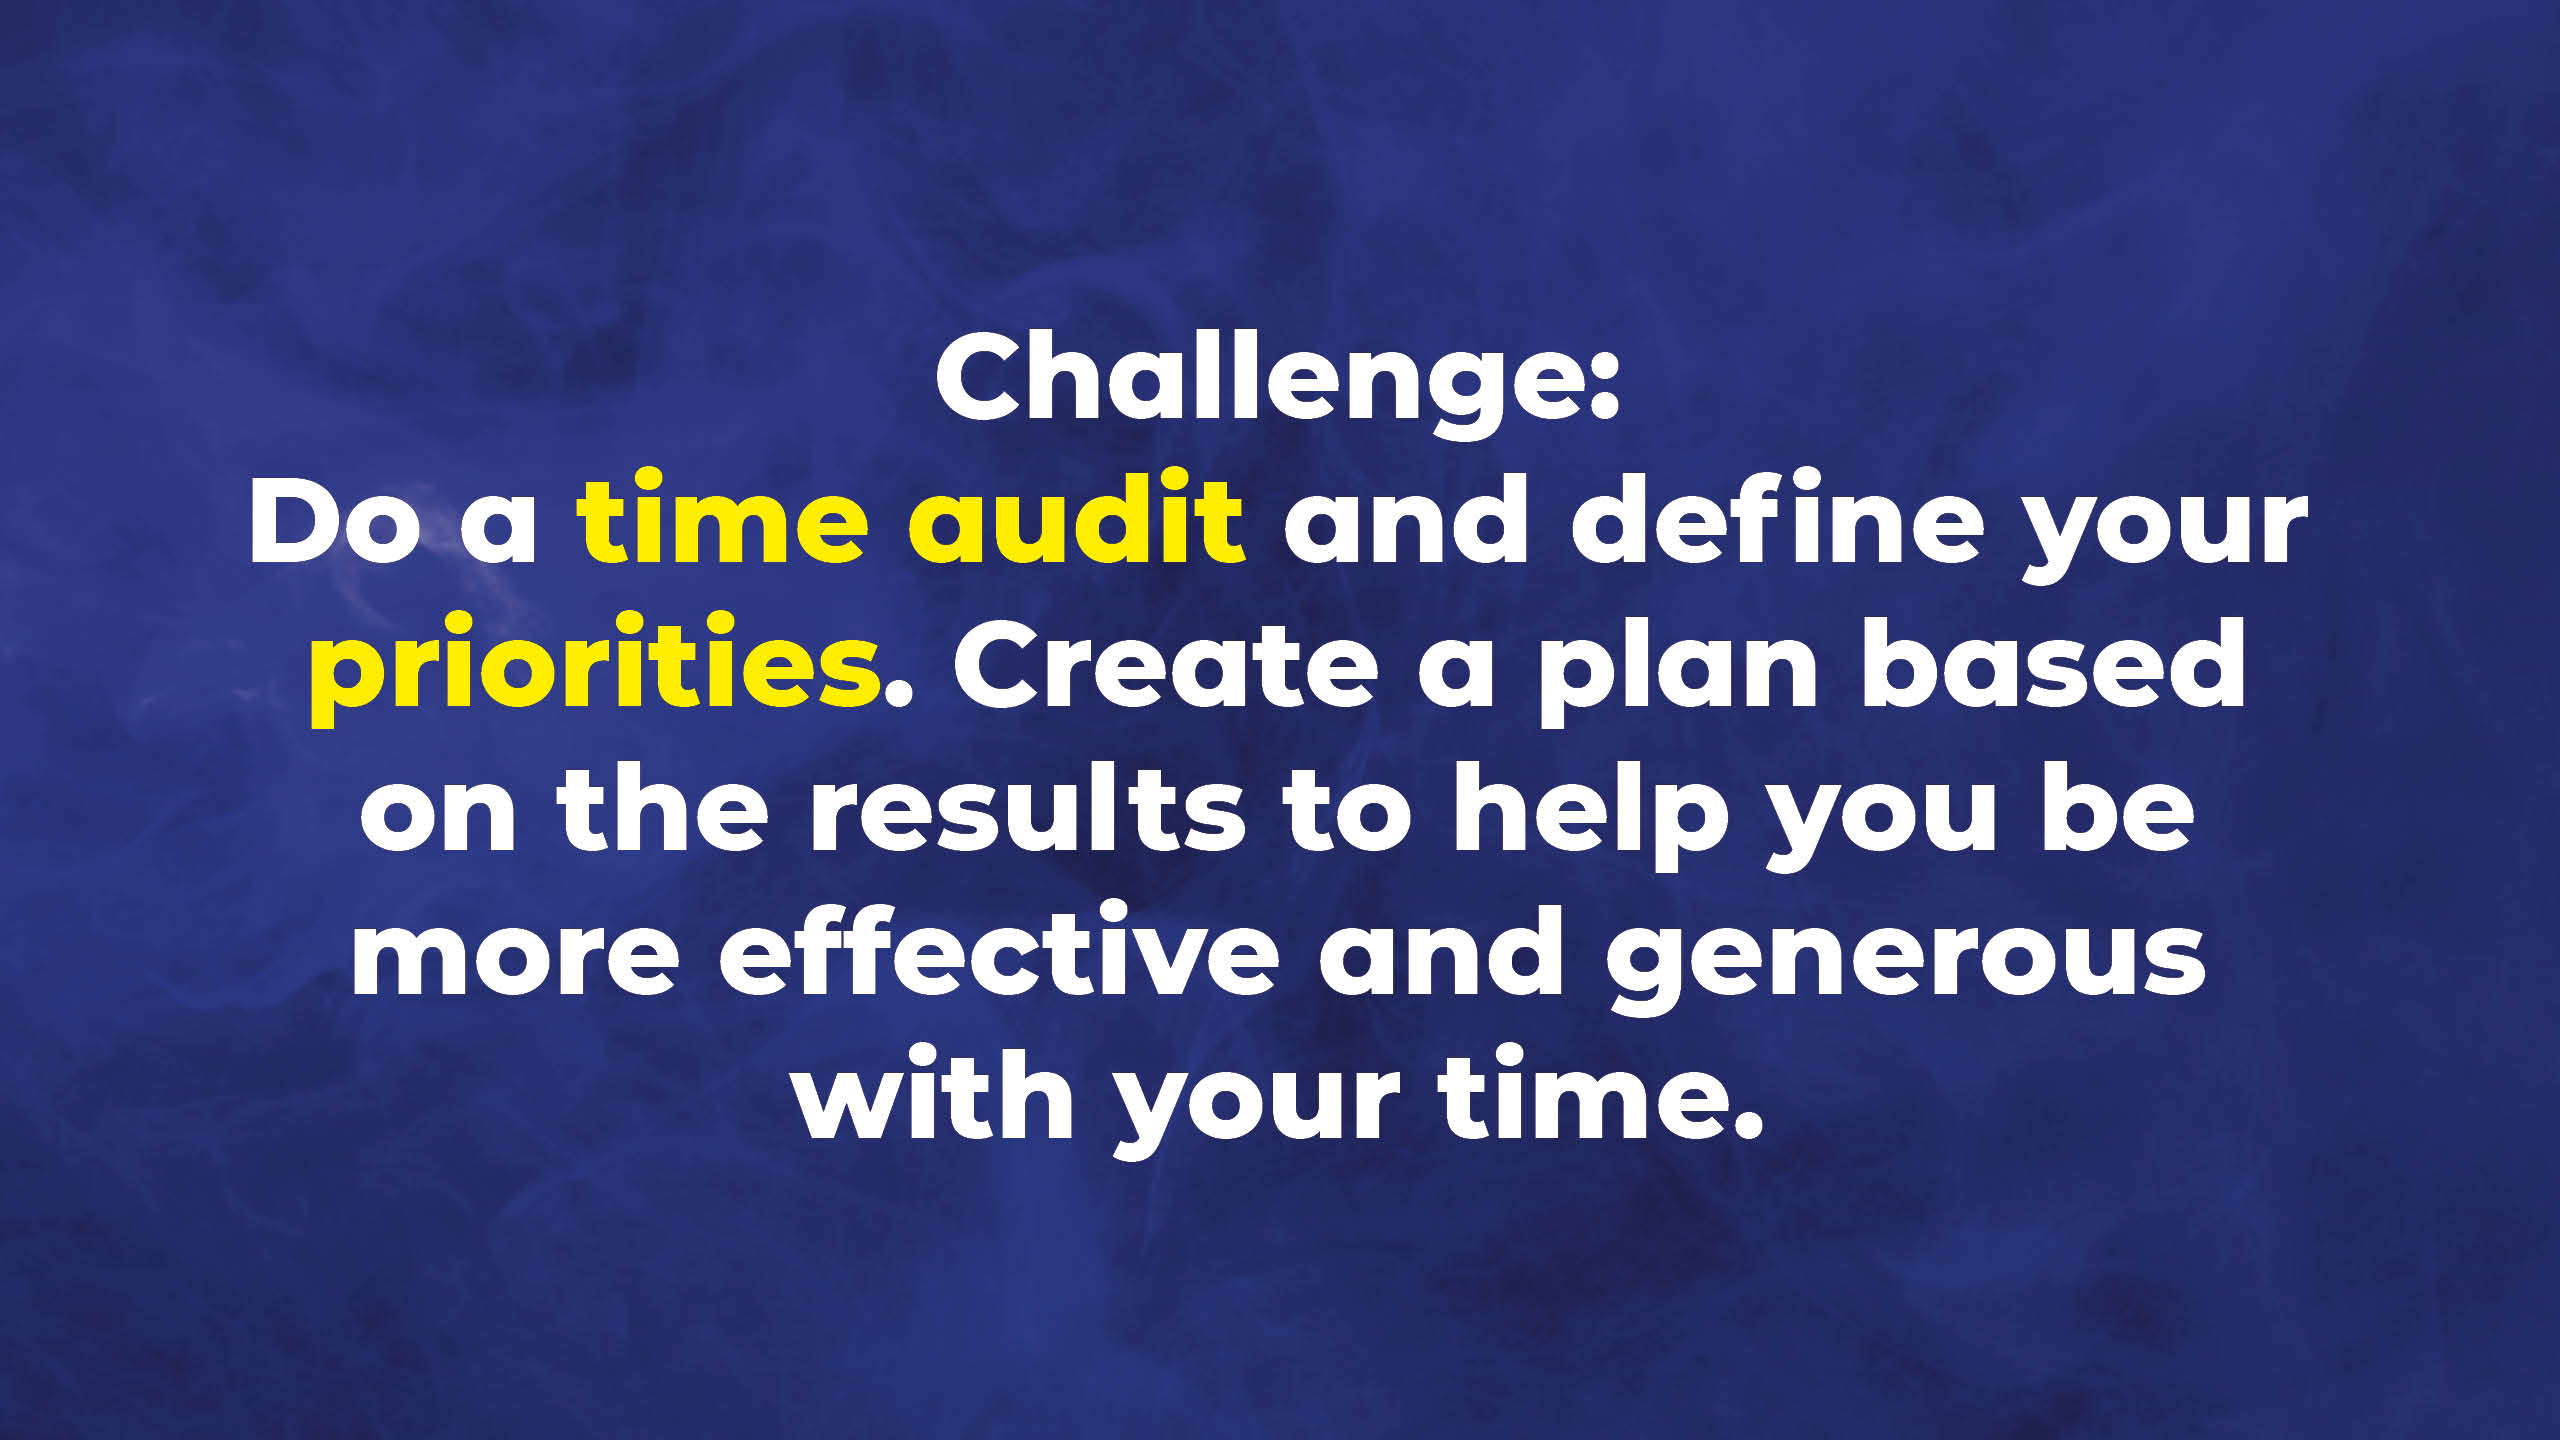 Challenge:
Do a time audit and define your
priorities. Create a plan based
on the results to help you be
more effective and generous
with your time.